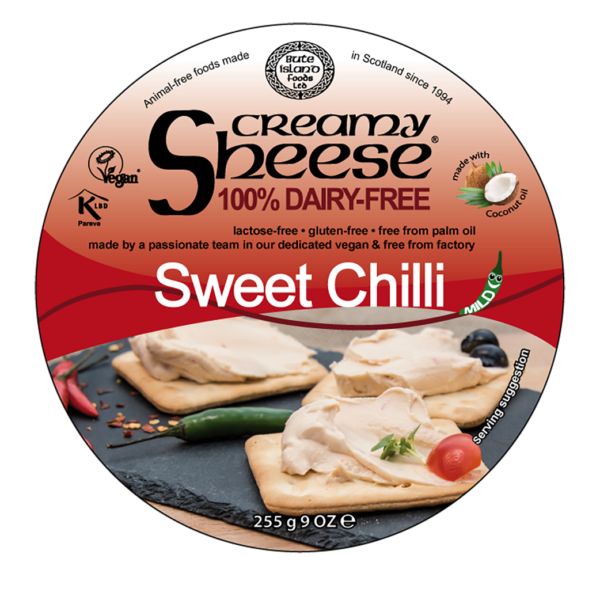 Animal-free foods made
in Scotland since 1994
Bute
Island
Foods
Ltd
CREAMY
Sheese®
100% DAIRY-FREE
Vegan
K LBD
Pareve
made with
Coconut oil
lactose-free • gluten-free • free from palm oil
made by a passionate team in our dedicated vegan & free from factory
Sweet Chilli
MILD
Serving suggestion
255 g 9 OZ ℮